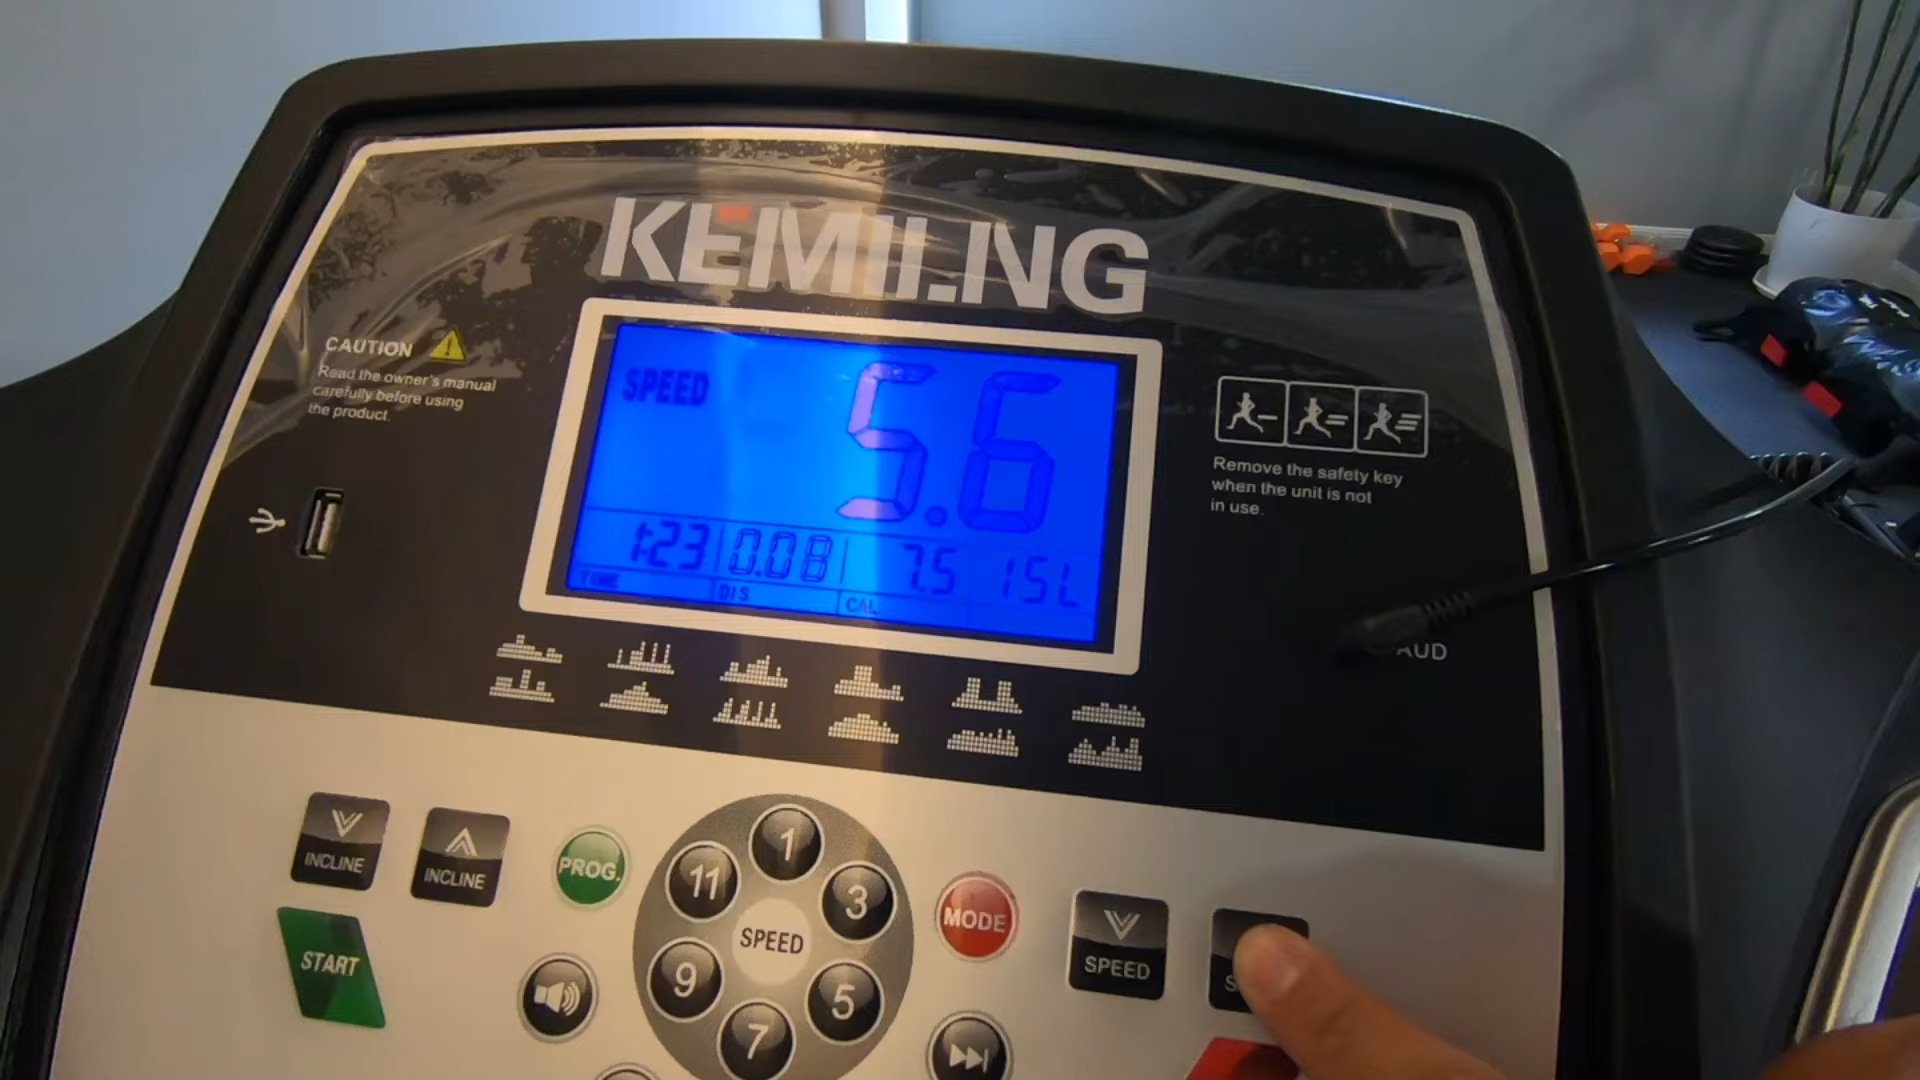 KEMILNG
CAUTION
Read the owner's manual
carefully before using
the product.
SPEED
5.6
1:23 0.08 7.5 15L
TIME DIS CAL
Remove the safety key
when the unit is not
in use.
AUD
INCLINE
INCLINE
PROG.
1
3
5
7
9
11
SPEED
MODE
SPEED
START